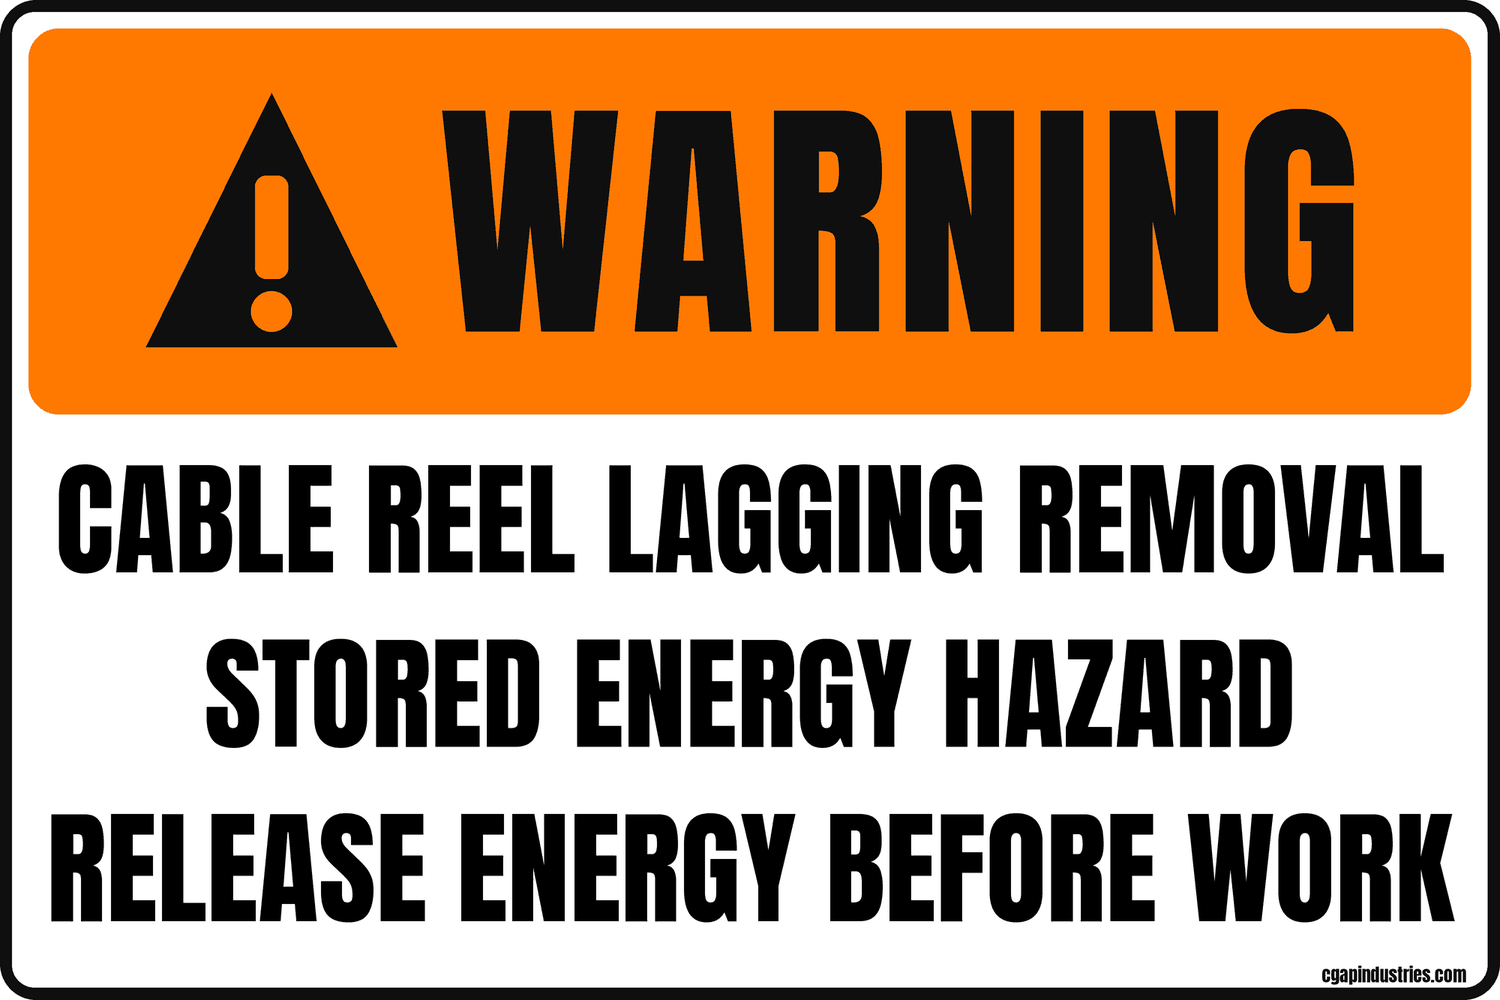 WARNING
CABLE REEL LAGGING REMOVAL
STORED ENERGY HAZARD
RELEASE ENERGY BEFORE WORK
cgapindustries.com